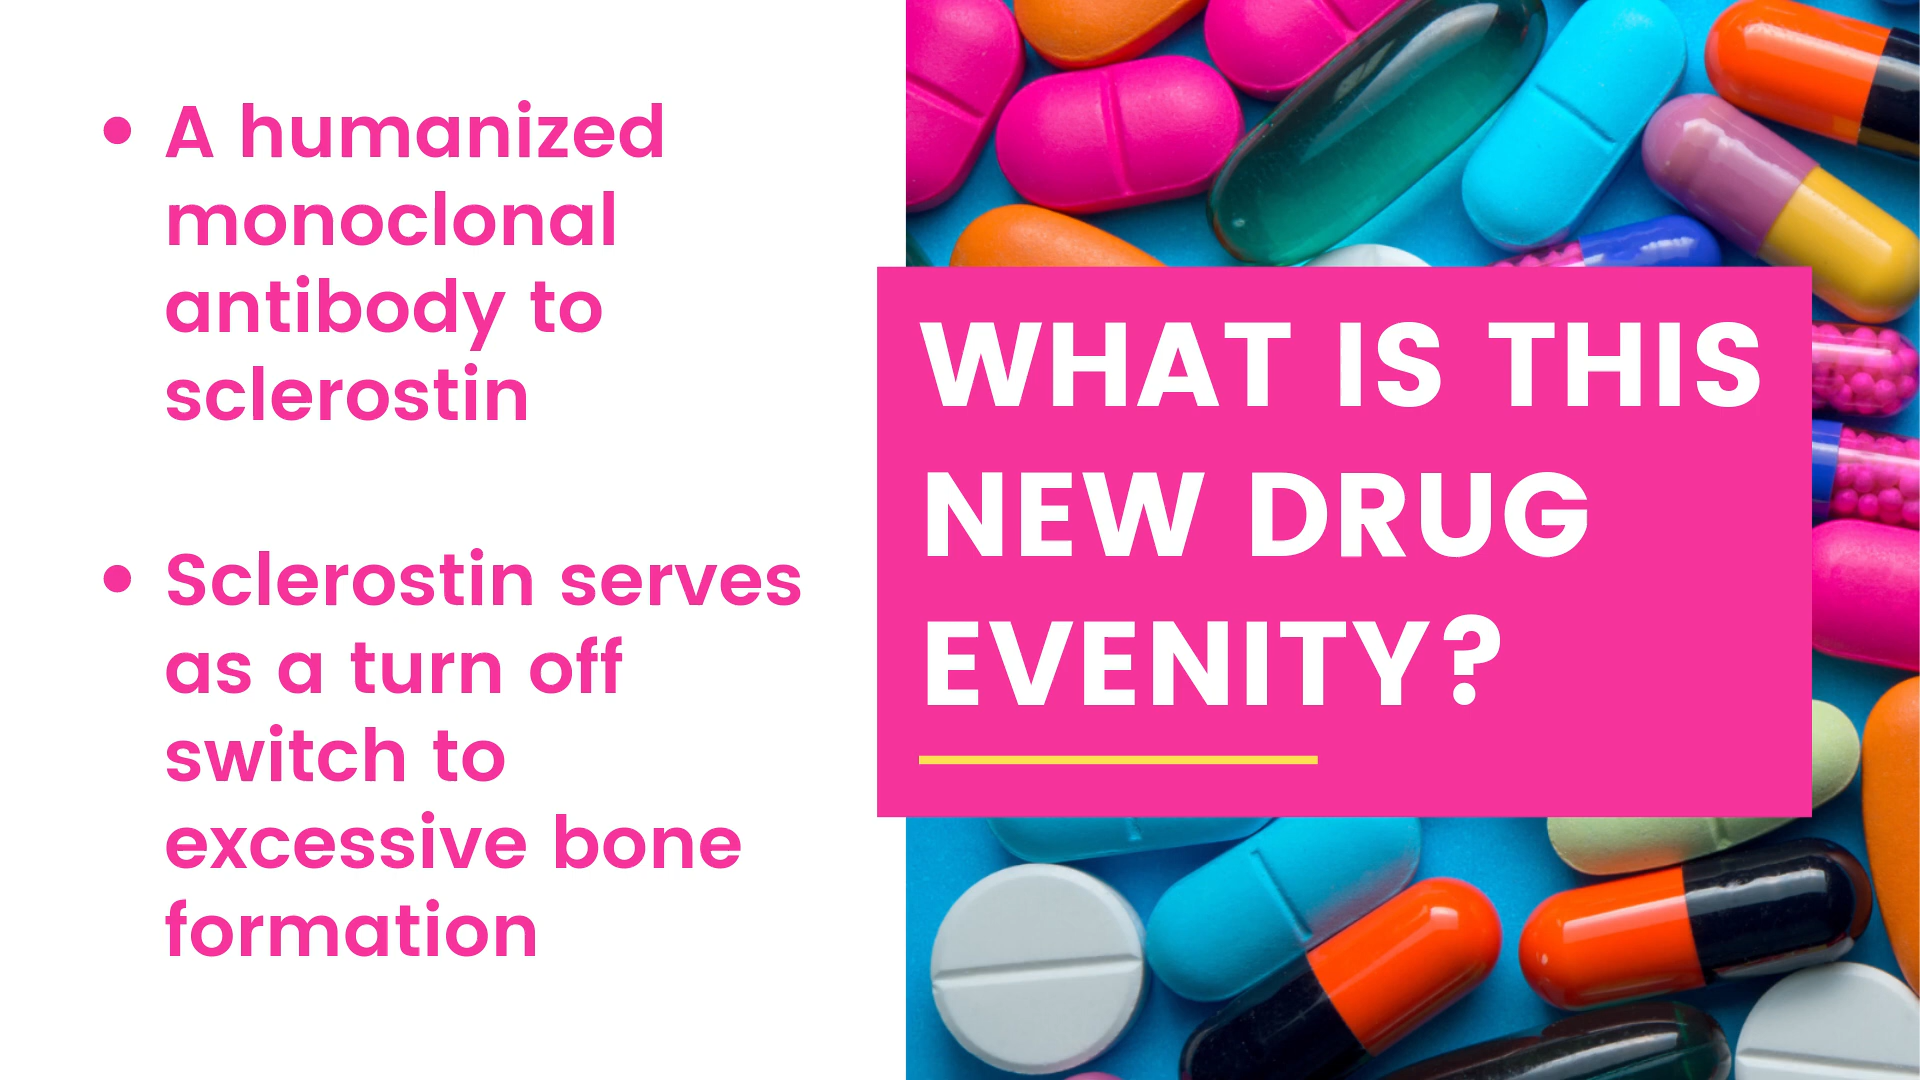 • A humanized
monoclonal
antibody to
sclerostin
• Sclerostin serves
as a turn off
switch to
excessive bone
formation
WHAT IS THIS
NEW DRUG
EVENITY?